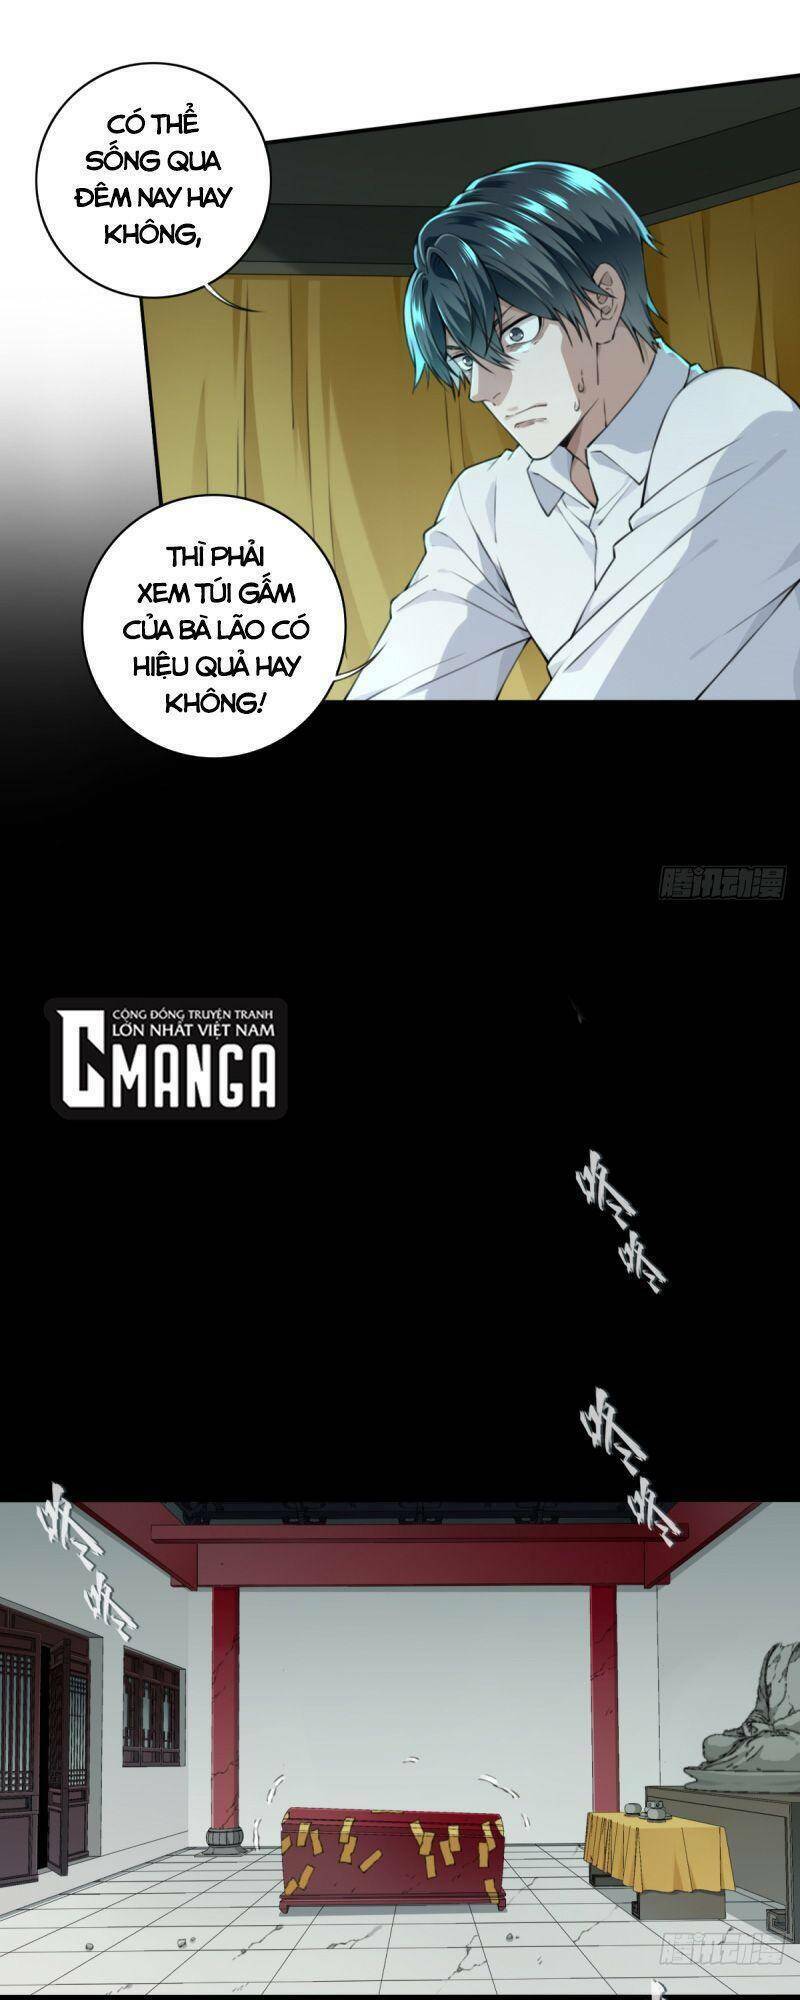 CÓ THỂ
SỐNG QUA
ĐÊM NAY HAY
KHÔNG,
THÌ PHẢI
XEM TÚI GẤM
CỦA BÀ LÃO CÓ
HIỆU QUẢ HAY
KHÔNG!
腾讯动漫
CỘNG ĐỒNG TRUYỆN TRANH
LỚN NHẤT VIỆT NAM
CMANGA
咚
咚
咚
咚
咚
咚
腾讯动漫